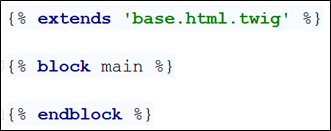 {% extends 'base.html.twig' %}
{% block main %}
{% endblock %}